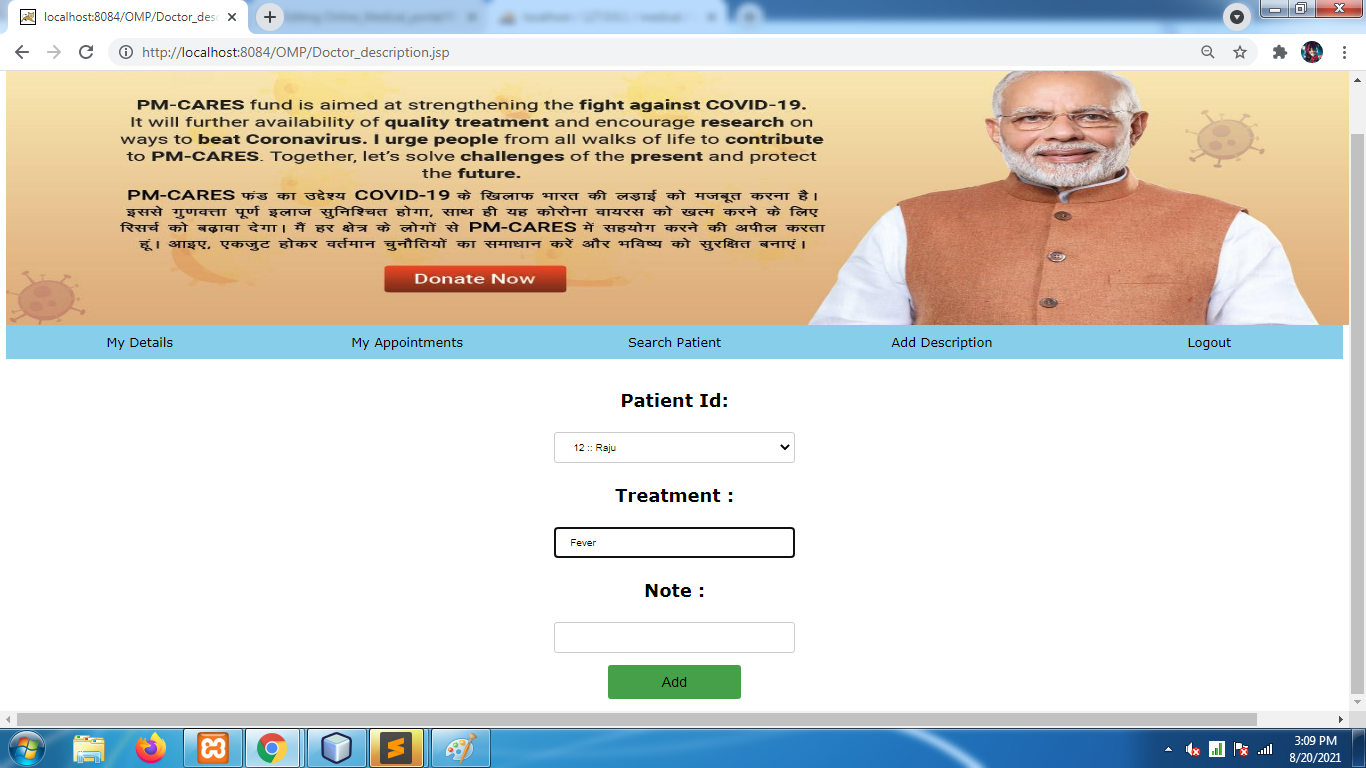 localhost:8084/OMP/Doctor_des
http://localhost:8084/OMP/Doctor_description.jsp
PM-CARES fund is aimed at strengthening the fight against COVID-19.
It will further availability of quality treatment and encourage research on
ways to beat Coronavirus. I urge people from all walks of life to contribute
to PM-CARES. Together, let's solve challenges of the present and protect
the future.
PM-CARES फंड का उद्देश्य COVID-19 के खिलाफ भारत की लड़ाई को मजबूत करना है।
इससे गुणवत्ता पूर्ण इलाज सुनिश्चित होगा, साथ ही यह कोरोना वायरस को खत्म करने के लिए
रिसर्च को बढ़ावा देगा। मैं हर क्षेत्र के लोगों से PM-CARES में सहयोग करने की अपील करता
हूं। आइए, एकजुट होकर वर्तमान चुनौतियों का समाधान करें और भविष्य को सुरक्षित बनाएं।
Donate Now
My Details My Appointments Search Patient Add Description Logout
Patient Id:
12 :: Raju
Treatment :
Fever
Note :
Add
3:09 PM
8/20/2021